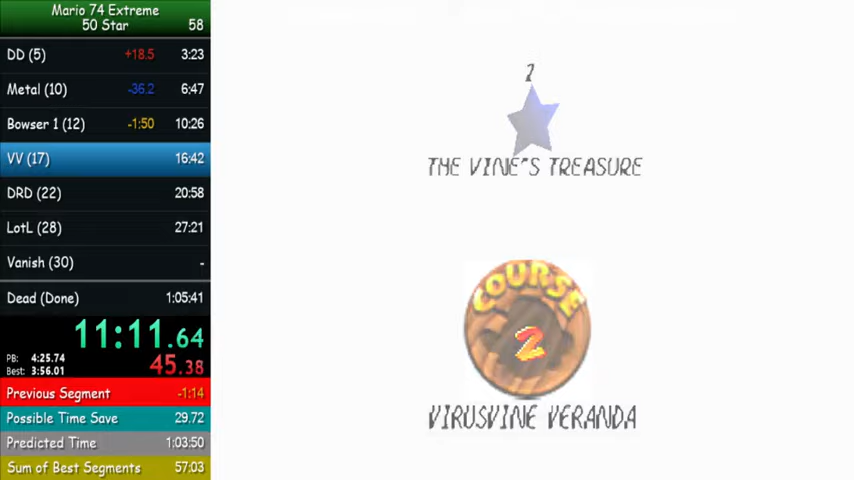 Mario 74 Extreme
50 Star 58
DD (5) +18.5 3:23
Metal (10) -36.2 6:47
Bowser 1 (12) -1:50 10:26
VV (17) 16:42
DRD (22) 20:58
LotL (28) 27:21
Vanish (30) -
Dead (Done) 1:05:41
11:11.64
PB: 4:25.74
Best: 3:56.01
45.38
Previous Segment -1:14
Possible Time Save 29.72
Predicted Time 1:03:50
Sum of Best Segments 57:03
2
THE VINE'S TREASURE
COURSE
2
VIRUSVINE VERANDA